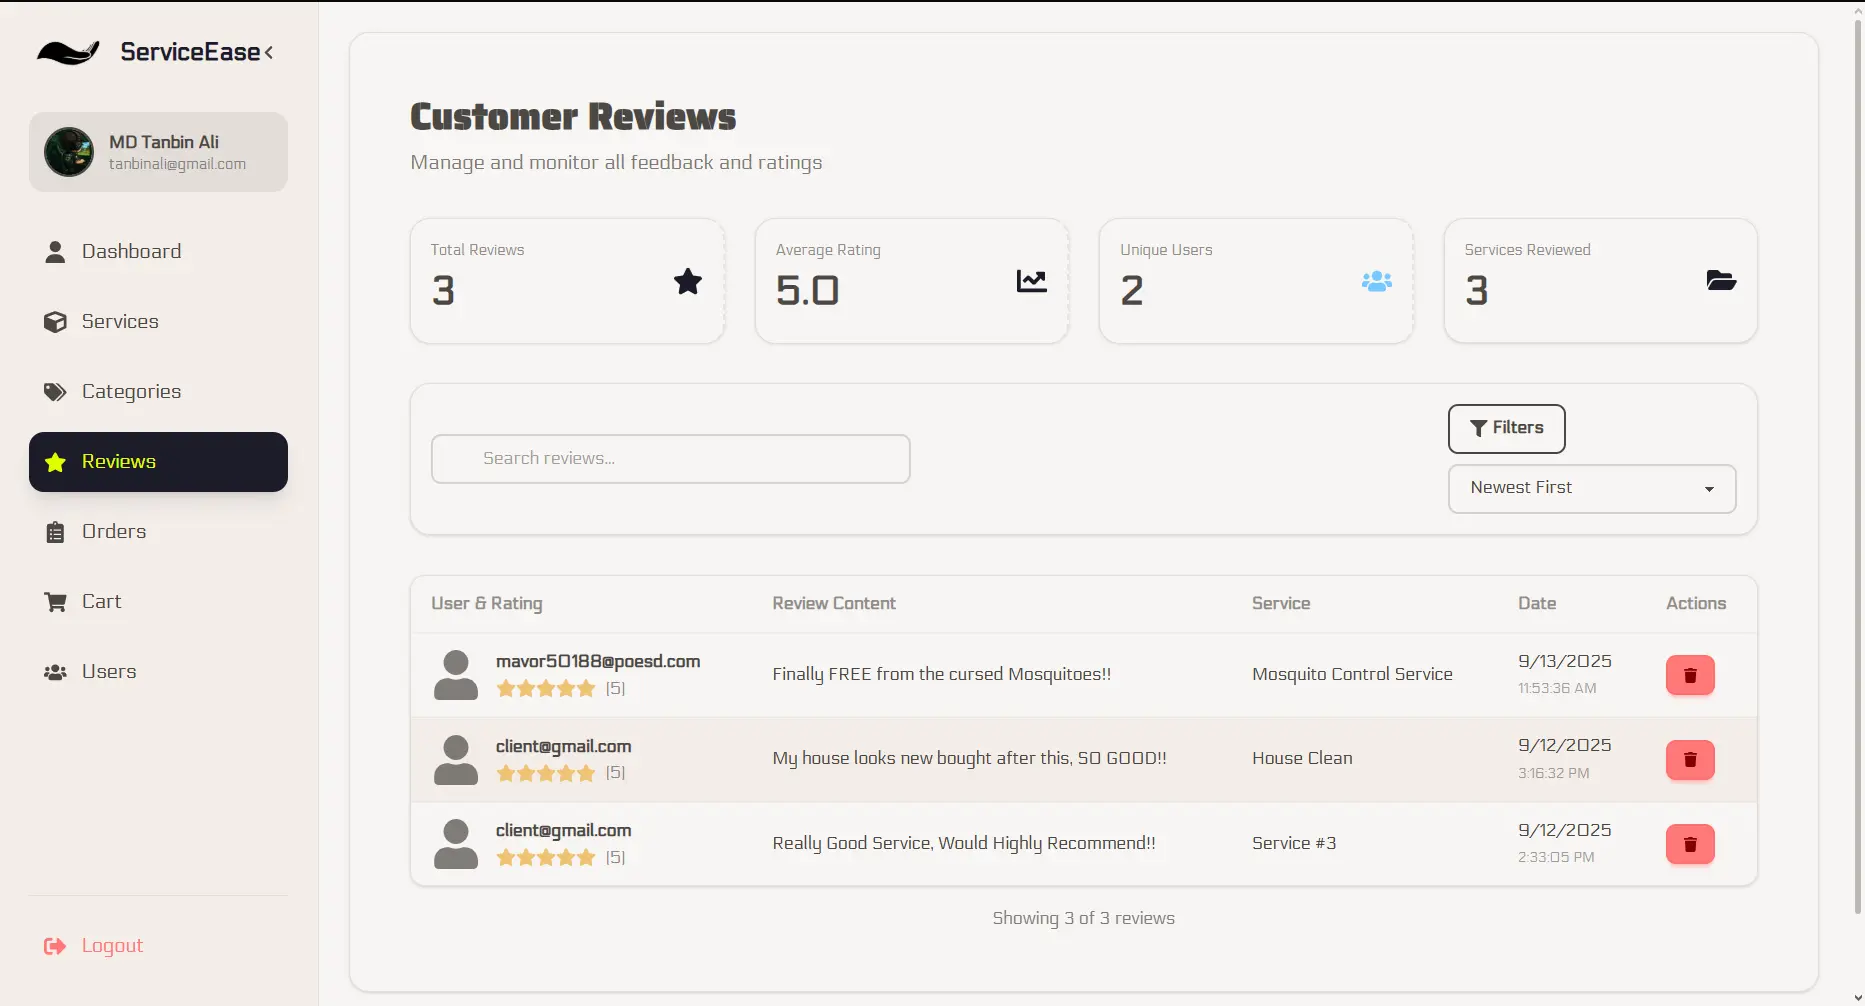 ServiceEase
MD Tanbin Ali
tanbinali@gmail.com
Dashboard
Services
Categories
Reviews
Orders
Cart
Users
Logout
Customer Reviews
Manage and monitor all feedback and ratings
Total Reviews
3
Average Rating
5.0
Unique Users
2
Services Reviewed
3
Search reviews...
Filters
Newest First
User & Rating Review Content Service Date Actions
mavor50188@poesd.com
(5)
Finally FREE from the cursed Mosquitoes!!
Mosquito Control Service
9/13/2025
11:53:36 AM
client@gmail.com
(5)
My house looks new bought after this, SO GOOD!!
House Clean
9/12/2025
3:16:32 PM
client@gmail.com
(5)
Really Good Service, Would Highly Recommend!!
Service #3
9/12/2025
2:33:05 PM
Showing 3 of 3 reviews